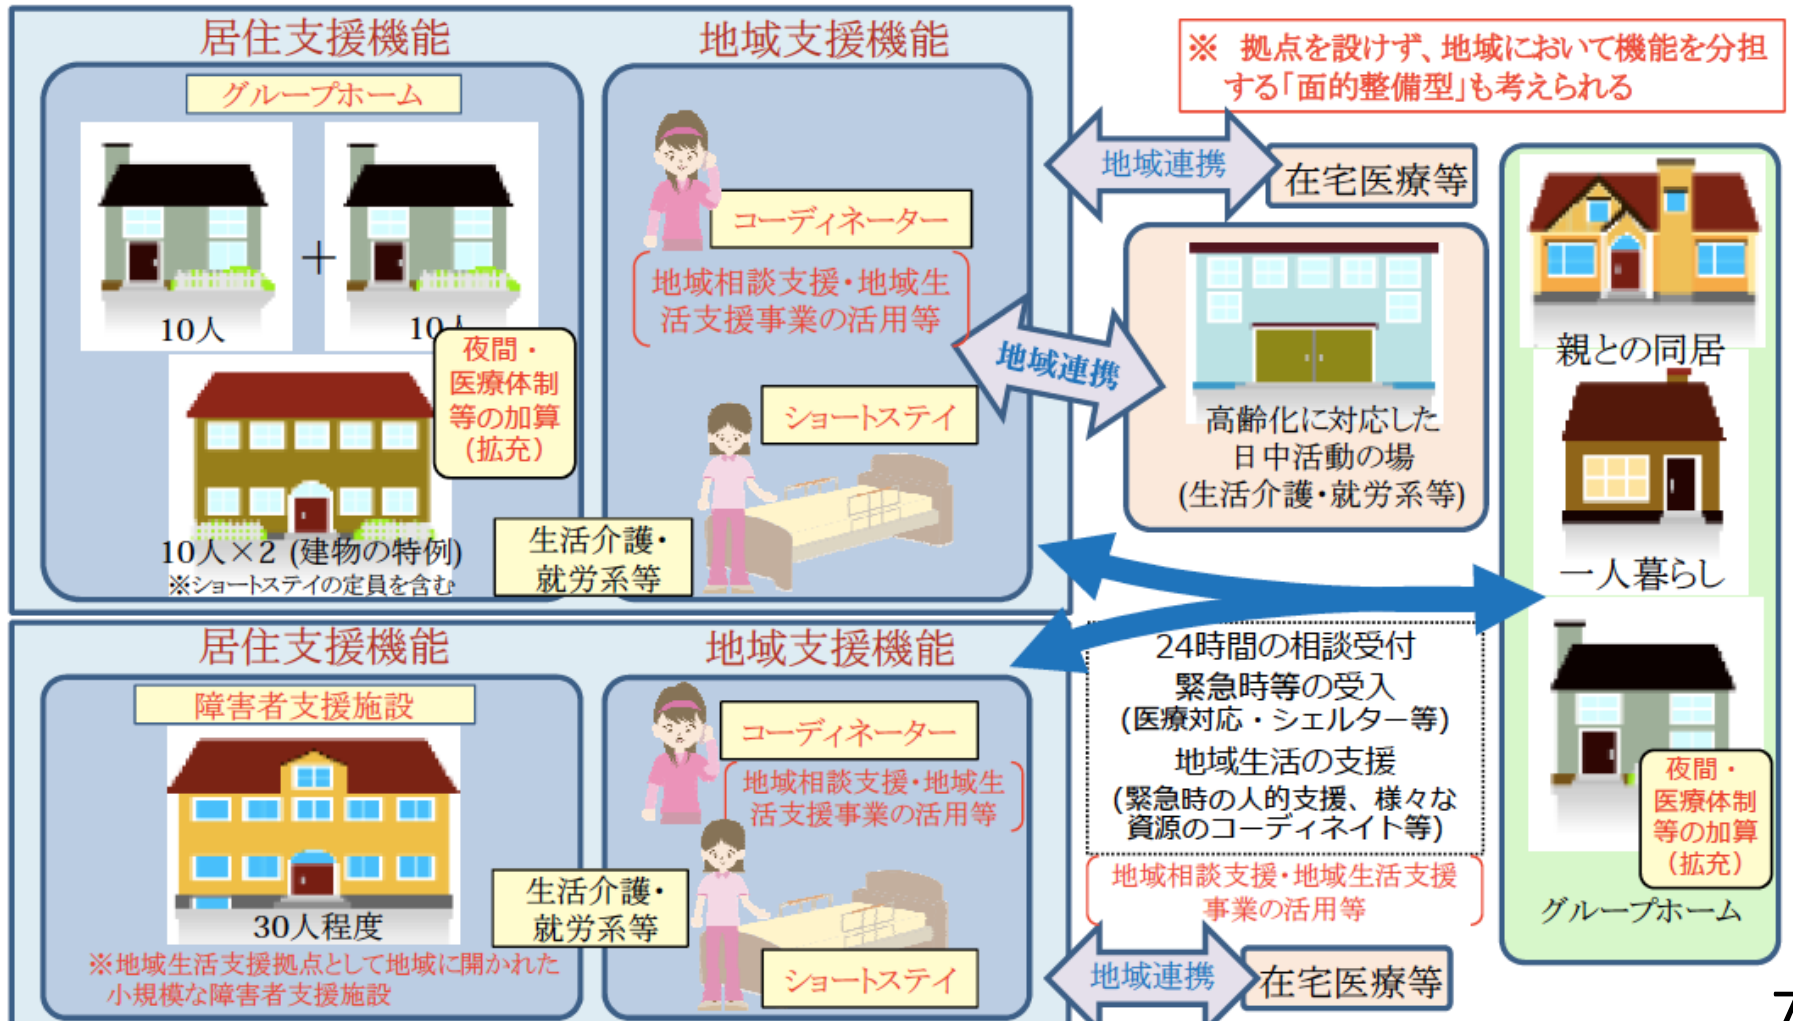 居住支援機能
グループホーム
＋
10人
10人
夜間・
医療体制
等の加算
（拡充）
10人×2 (建物の特例)
※ショートステイの定員を含む
地域支援機能
コーディネーター
地域相談支援・地域生
活支援事業の活用等
ショートステイ
生活介護・
就労系等
※　拠点を設けず、地域において機能を分担
する「面的整備型」も考えられる
地域連携
在宅医療等
地域連携
高齢化に対応した
日中活動の場
(生活介護・就労系等)
親との同居
一人暮らし
夜間・
医療体制
等の加算
（拡充）
グループホーム
居住支援機能
障害者支援施設
30人程度
※地域生活支援拠点として地域に開かれた
小規模な障害者支援施設
地域支援機能
コーディネーター
地域相談支援・地域生
活支援事業の活用等
生活介護・
就労系等
ショートステイ
24時間の相談受付
緊急時等の受入
(医療対応・シェルター等)
地域生活の支援
(緊急時の人的支援、様々な
資源のコーディネイト等)
地域相談支援・地域生活支援
事業の活用等
地域連携
在宅医療等